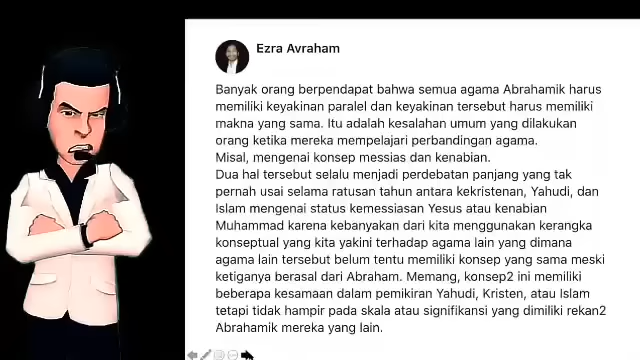 Ezra Avraham
Banyak orang berpendapat bahwa semua agama Abrahamik harus
memiliki keyakinan paralel dan keyakinan tersebut harus memiliki
makna yang sama. Itu adalah kesalahan umum yang dilakukan
orang ketika mereka mempelajari perbandingan agama.
Misal, mengenai konsep messias dan kenabian.
Dua hal tersebut selalu menjadi perdebatan panjang yang tak
pernah usai selama ratusan tahun antara kekristenan, Yahudi, dan
Islam mengenai status kemessiasan Yesus atau kenabian
Muhammad karena kebanyakan dari kita menggunakan kerangka
konseptual yang kita yakini terhadap agama lain yang dimana
agama lain tersebut belum tentu memiliki konsep yang sama meski
ketiganya berasal dari Abraham. Memang, konsep2 ini memiliki
beberapa kesamaan dalam pemikiran Yahudi, Kristen, atau Islam
tetapi tidak hampir pada skala atau signifikansi yang dimiliki rekan2
Abrahamik mereka yang lain.